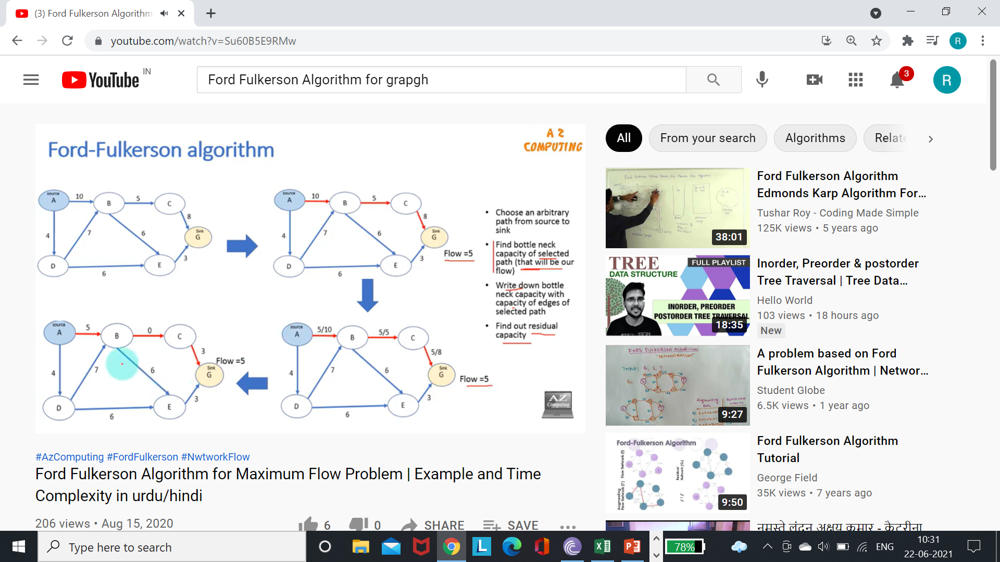 (3) Ford Fulkerson Algorithm
youtube.com/watch?v=Su60B5E9RMw
R
YouTube IN
Ford Fulkerson Algorithm for grapgh
3
R
Ford-Fulkerson algorithm
A Z
COMPUTING
source
A
10
B
5
C
8
Sink
G
4
7
6
3
D
6
E
source
A
10
B
5
C
8
Sink
G
4
7
6
3
D
6
E
Flow =5
• Choose an arbitrary
path from source to
sink
• Find bottle neck
capacity of selected
path (that will be our
flow)
• Write down bottle
neck capacity with
capacity of edges of
selected path
• Find out residual
capacity
source
A
5
B
0
C
3
Flow =5
Sink
G
4
7
6
3
D
6
E
source
A
5/10
B
5/5
C
5/8
Sink
G
Flow =5
4
7
6
3
D
6
E
AZ
Computing
#AzComputing #FordFulkerson #NwtworkFlow
Ford Fulkerson Algorithm for Maximum Flow Problem | Example and Time
Complexity in urdu/hindi
206 views • Aug 15, 2020
6
0
SHARE
SAVE
All
From your search
Algorithms
Relate
38:01
Ford Fulkerson Algorithm
Edmonds Karp Algorithm For...
Tushar Roy - Coding Made Simple
125K views • 5 years ago
TREE
DATA STRUCTURE
FULL PLAYLIST
INORDER, PREORDER
POSTORDER TREE TRAVERSAL
18:35
Inorder, Preorder & postorder
Tree Traversal | Tree Data...
Hello World
103 views • 18 hours ago
New
FORD FULKERSON ALGORITHM
"DEMONSTRATION"
Input: G, S, T
9:27
A problem based on Ford
Fulkerson Algorithm | Networ...
Student Globe
6.5K views • 1 year ago
Ford-Fulkerson Algorithm
9:50
Ford Fulkerson Algorithm
Tutorial
George Field
35K views • 7 years ago
नमस्ते लंदन अक्षय कुमार - कैटरीना
Type here to search
78%
ENG
10:31
22-06-2021